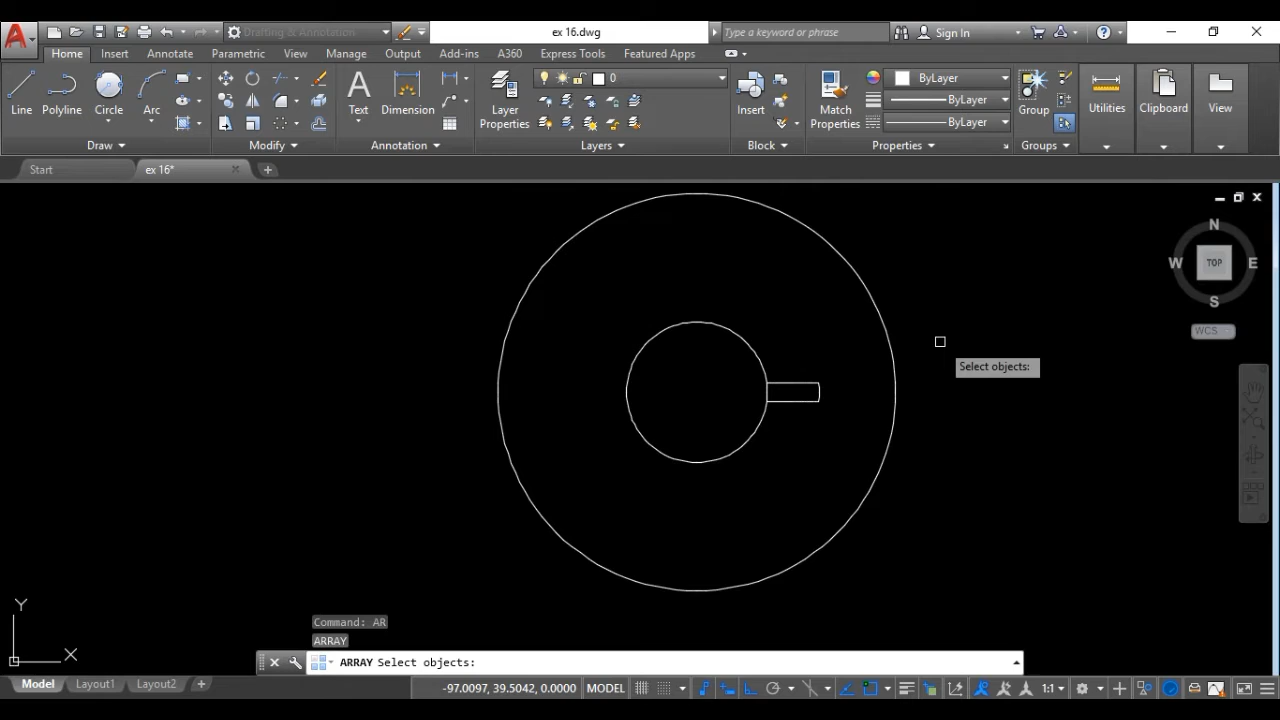 A Drafting & Annotation ex 16.dwg Type a keyword or phrase Sign In ?
Home Insert Annotate Parametric View Manage Output Add-ins A360 Express Tools Featured Apps
Line Polyline Circle Arc
Draw
Modify
A Text Dimension
Annotation
Layer Properties
0
Layers
Insert
Block
Match Properties
ByLayer
ByLayer
ByLayer
Properties
Group
Groups
Utilities
Clipboard
View
Start ex 16*
N
W TOP E
S
WCS
Select objects:
Y
X
Command: AR
ARRAY
ARRAY Select objects:
Model Layout1 Layout2 -97.0097, 39.5042, 0.0000 MODEL 1:1